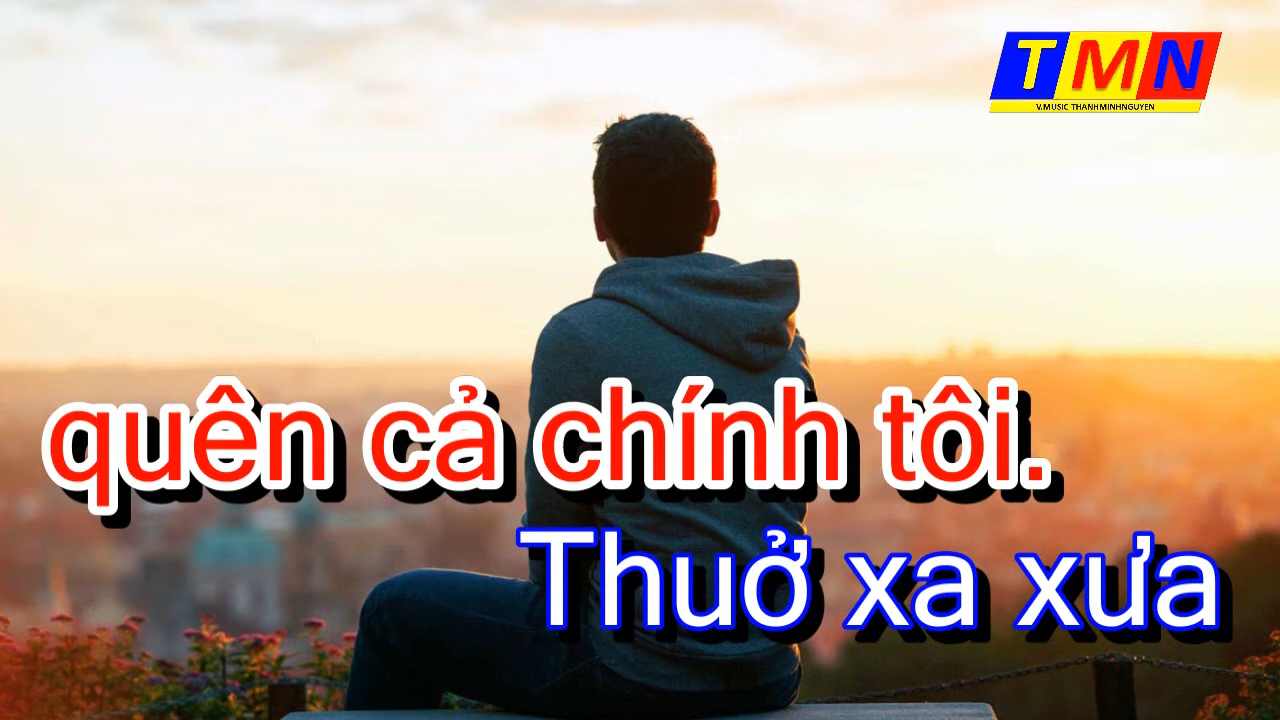 TMN
V.MUSIC THANHMINHNGUYEN
quên cả chính tôi.
Thuở xa xưa